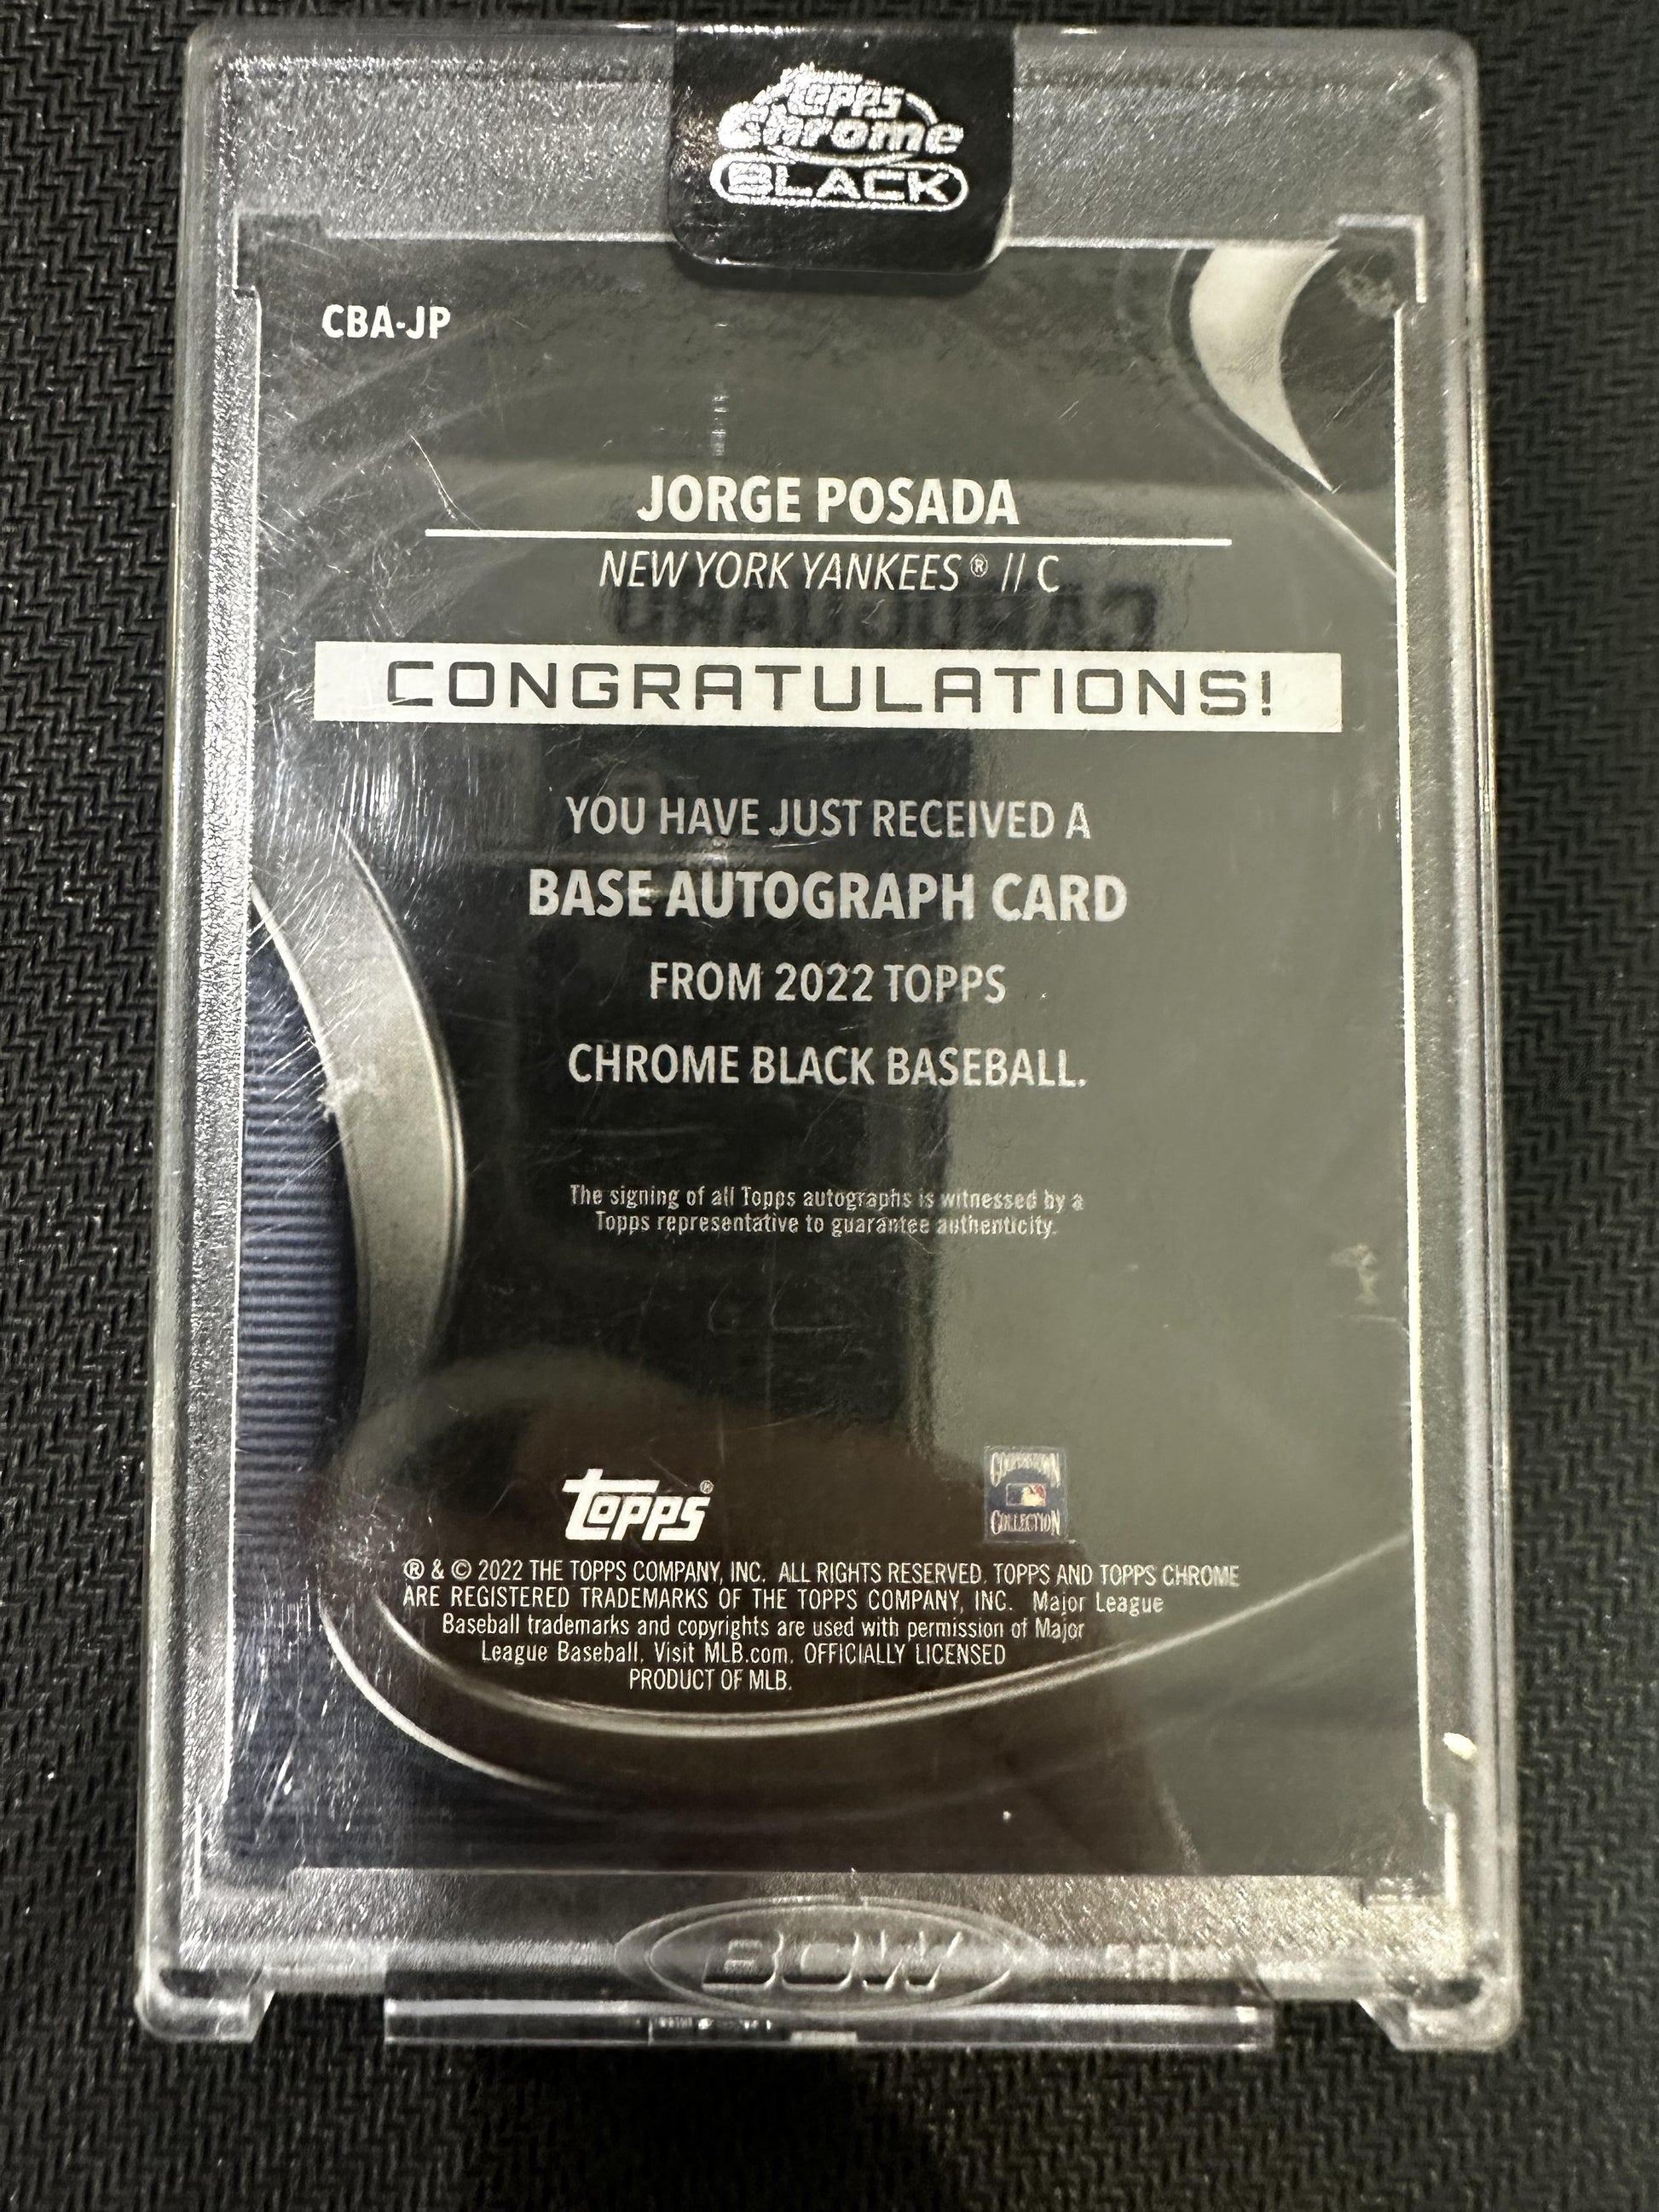 Topps
Chrome
BLACK
CBA-JP
JORGE POSADA
NEW YORK YANKEES® // C
CONGRATULATIONS!
YOU HAVE JUST RECEIVED A
BASE AUTOGRAPH CARD
FROM 2022 TOPPS
CHROME BLACK BASEBALL.
The signing of all Topps autographs is witnessed by a
Topps representative to guarantee authenticity.
topps®
COOPERSTOWN
COLLECTION
® & © 2022 THE TOPPS COMPANY, INC. ALL RIGHTS RESERVED. TOPPS AND TOPPS CHROME
ARE REGISTERED TRADEMARKS OF THE TOPPS COMPANY, INC. Major League
Baseball trademarks and copyrights are used with permission of Major
League Baseball. Visit MLB.com. OFFICIALLY LICENSED
PRODUCT OF MLB.
BCW